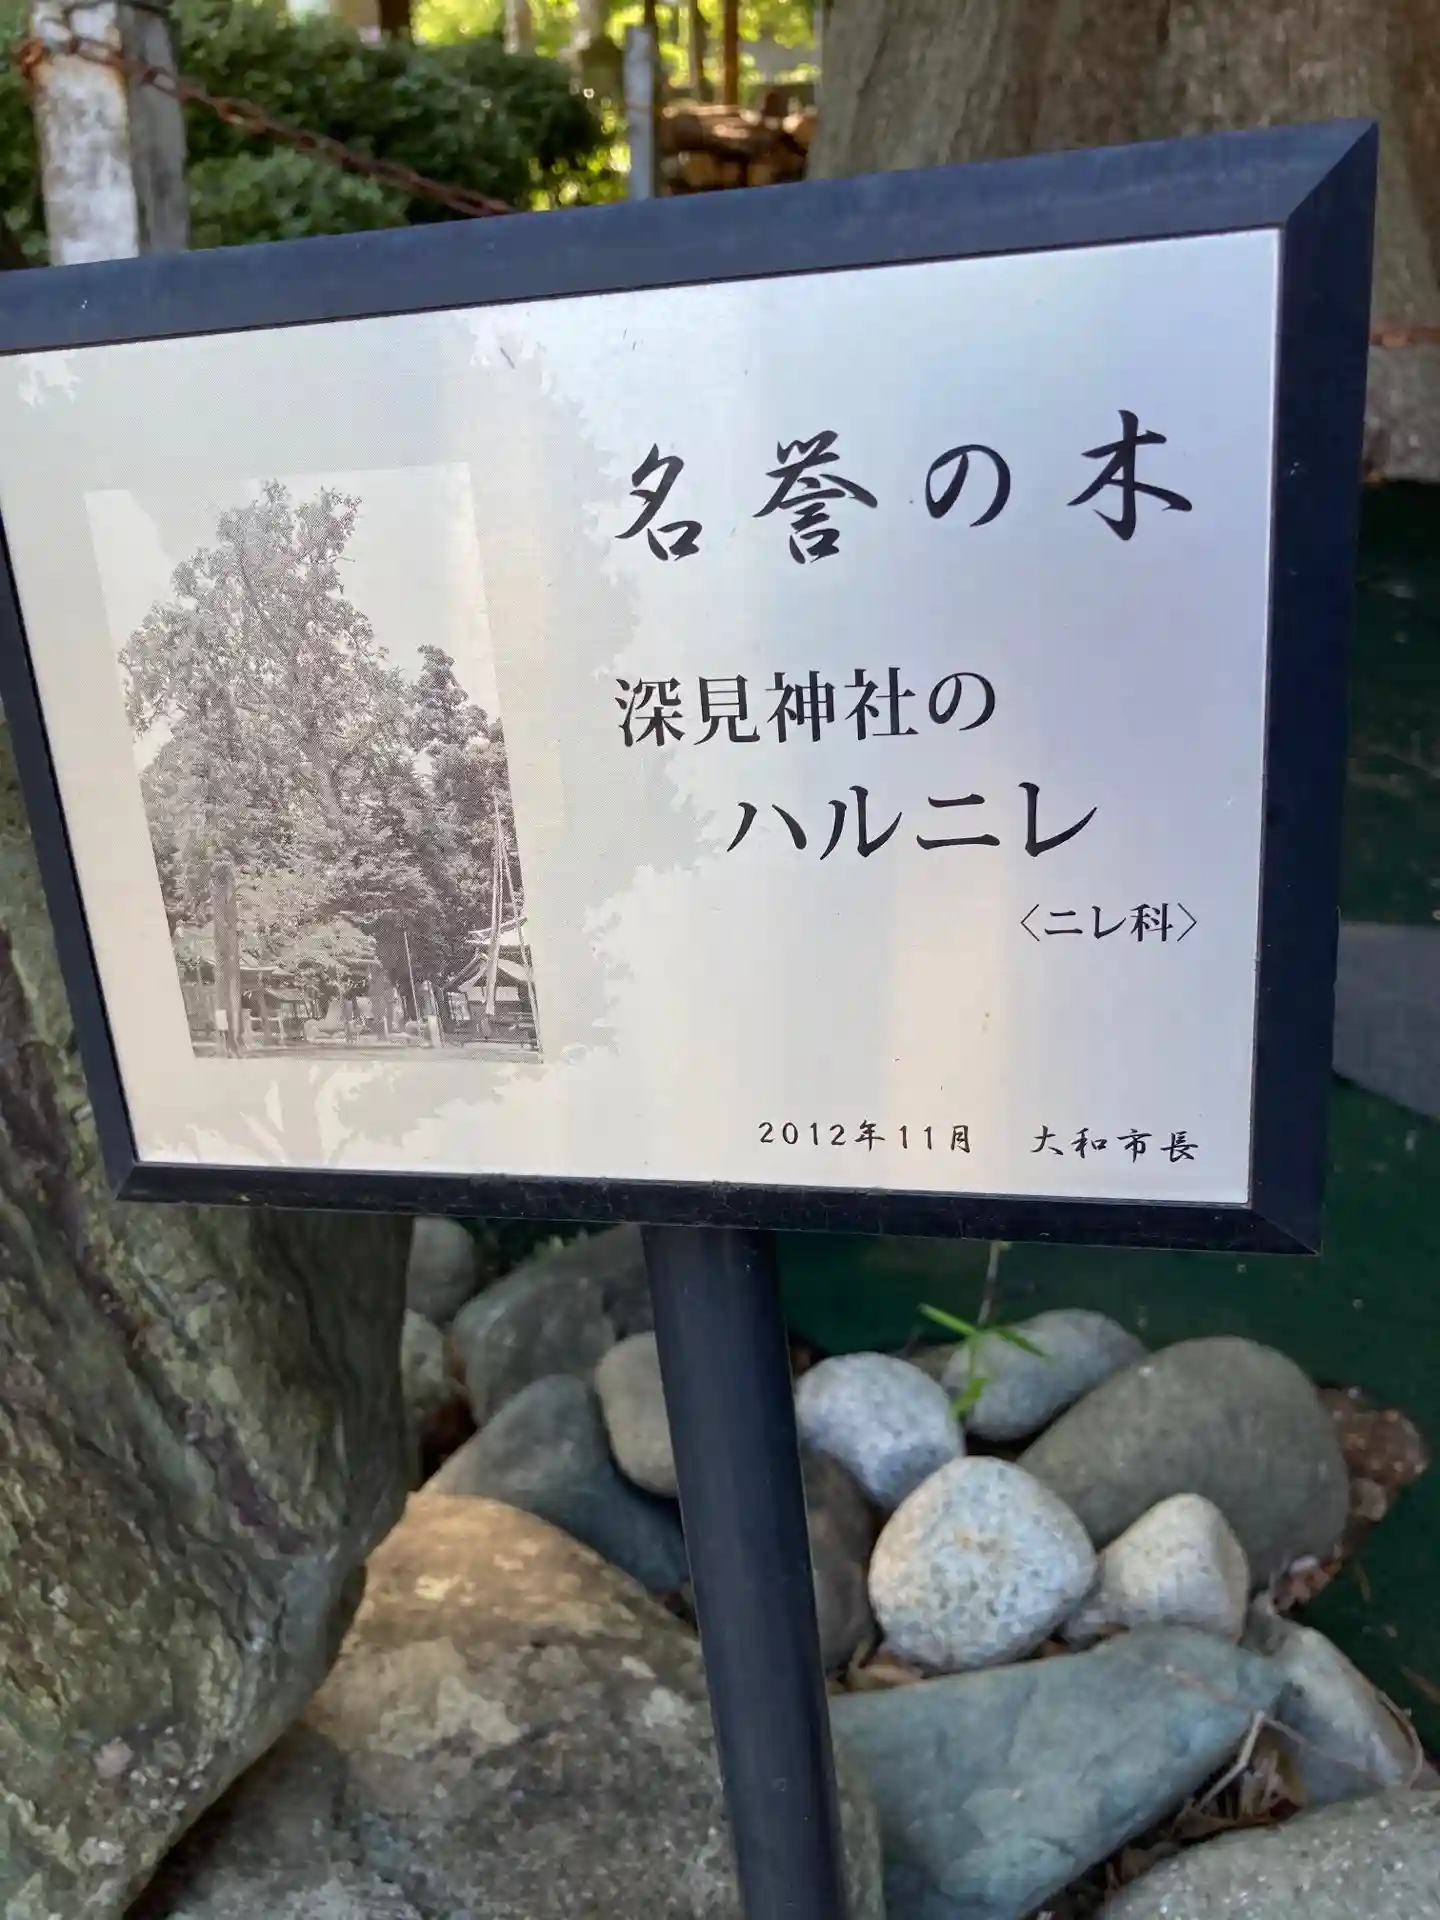 名誉の木
深見神社の
ハルニレ
〈ニレ科〉
2012年11月 大和市長